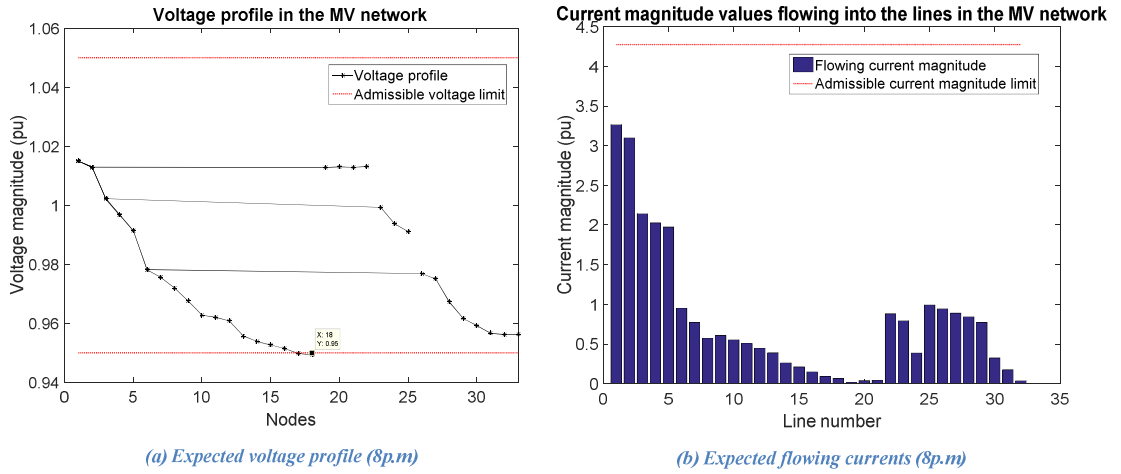 Voltage profile in the MV network
1.06
1.04
1.02
1
0.98
0.96
0.94
Voltage magnitude (pu)
Voltage profile
Admissible voltage limit
X: 18
Y: 0.95
0 5 10 15 20 25 30
Nodes
(a) Expected voltage profile (8p.m)
Current magnitude values flowing into the lines in the MV network
4.5
4
3.5
3
2.5
2
1.5
1
0.5
0
Current magnitude (pu)
Flowing current magnitude
Admissible current magnitude limit
0 5 10 15 20 25 30 35
Line number
(b) Expected flowing currents (8p.m)